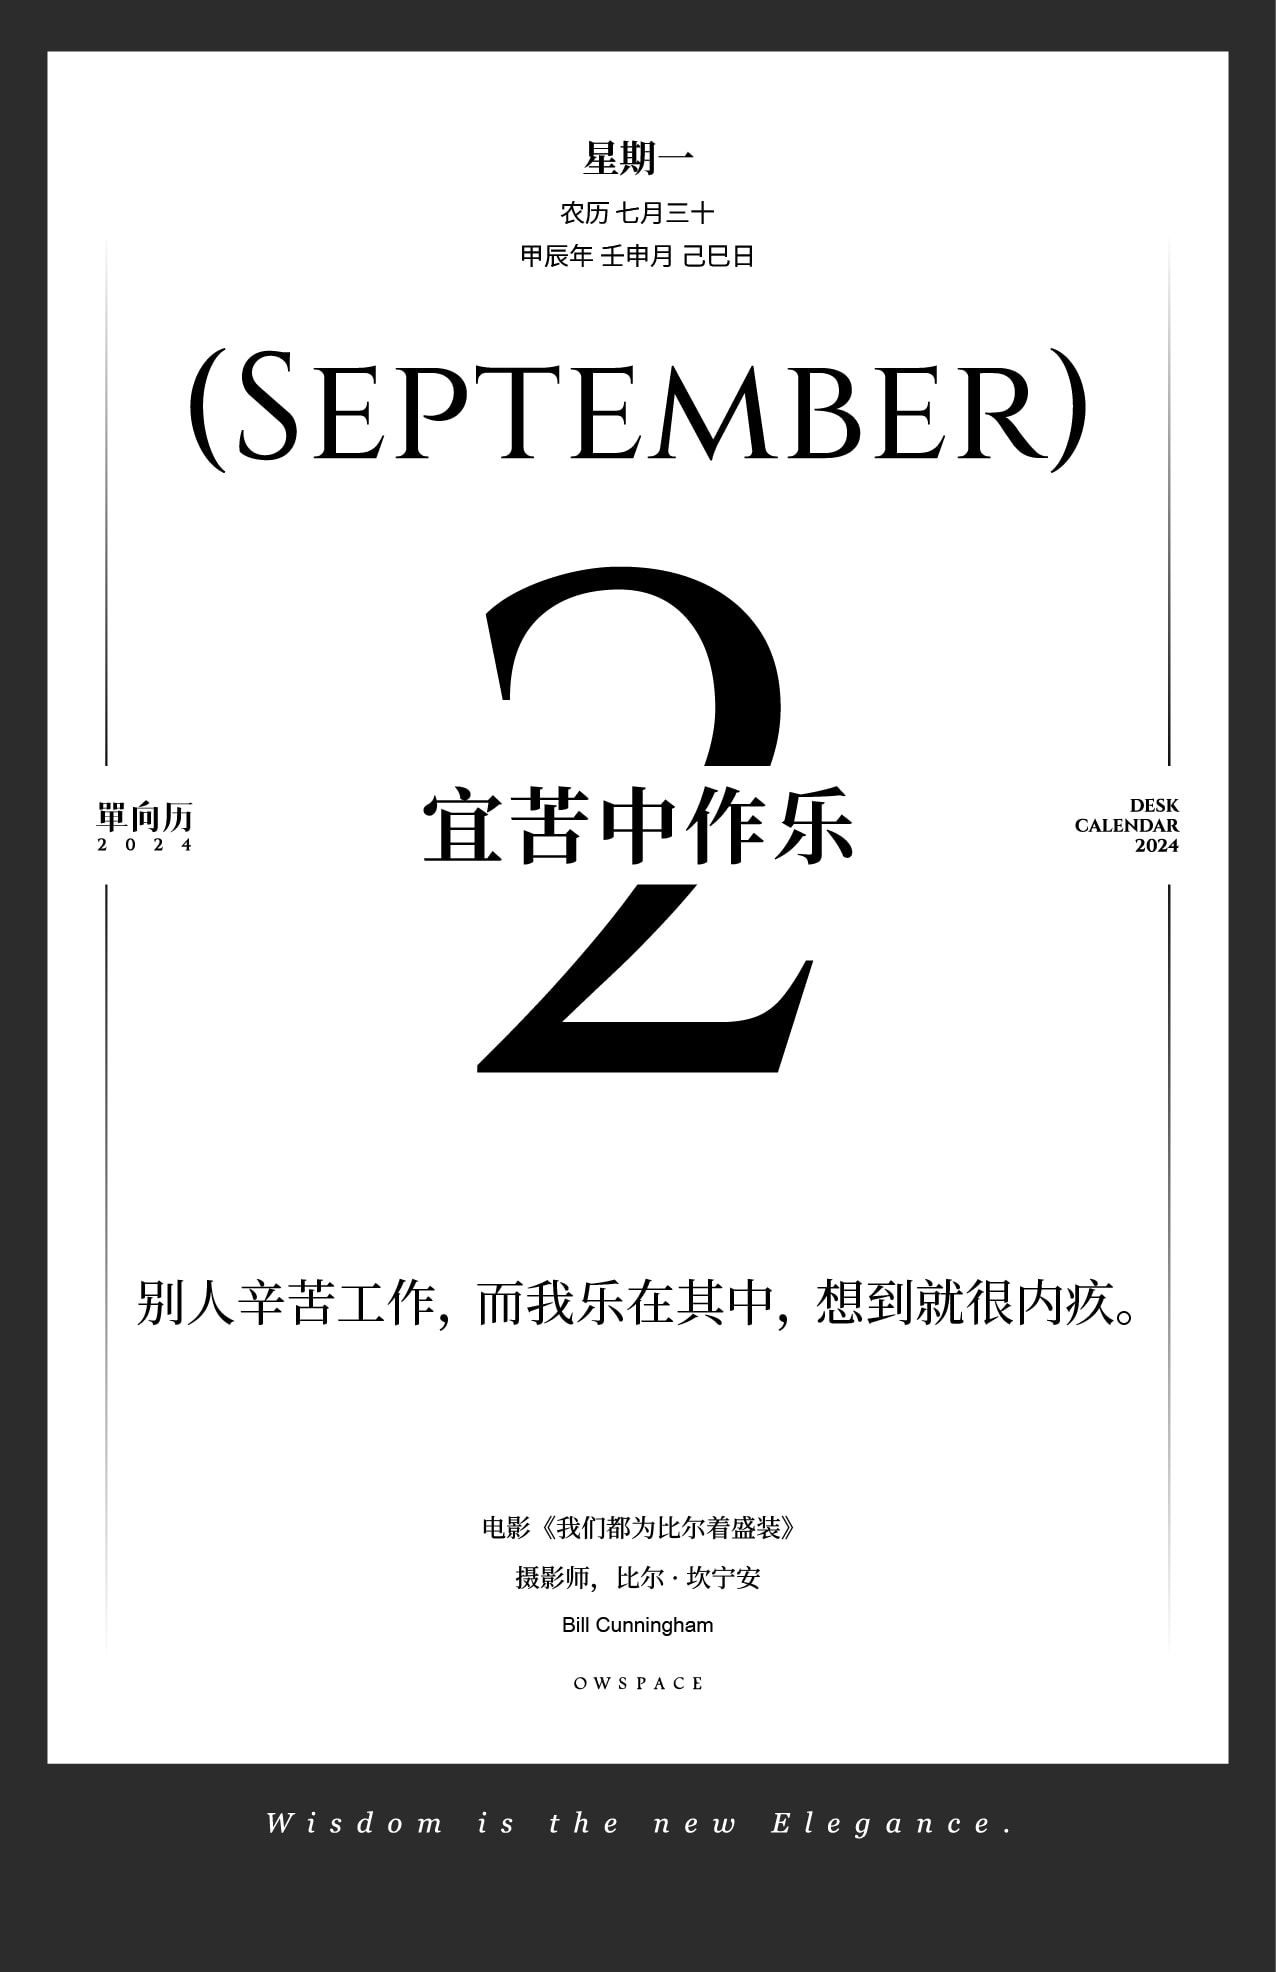 星期一
农历 七月三十
甲辰年 壬申月 己巳日
(SEPTEMBER)
2
單向历
2024
宜苦中作乐
DESK
CALENDAR
2024
别人辛苦工作，而我乐在其中，想到就很内疚。
电影《我们都为比尔着盛装》
摄影师，比尔·坎宁安
Bill Cunningham
OWSPACE
Wisdom is the new Elegance.